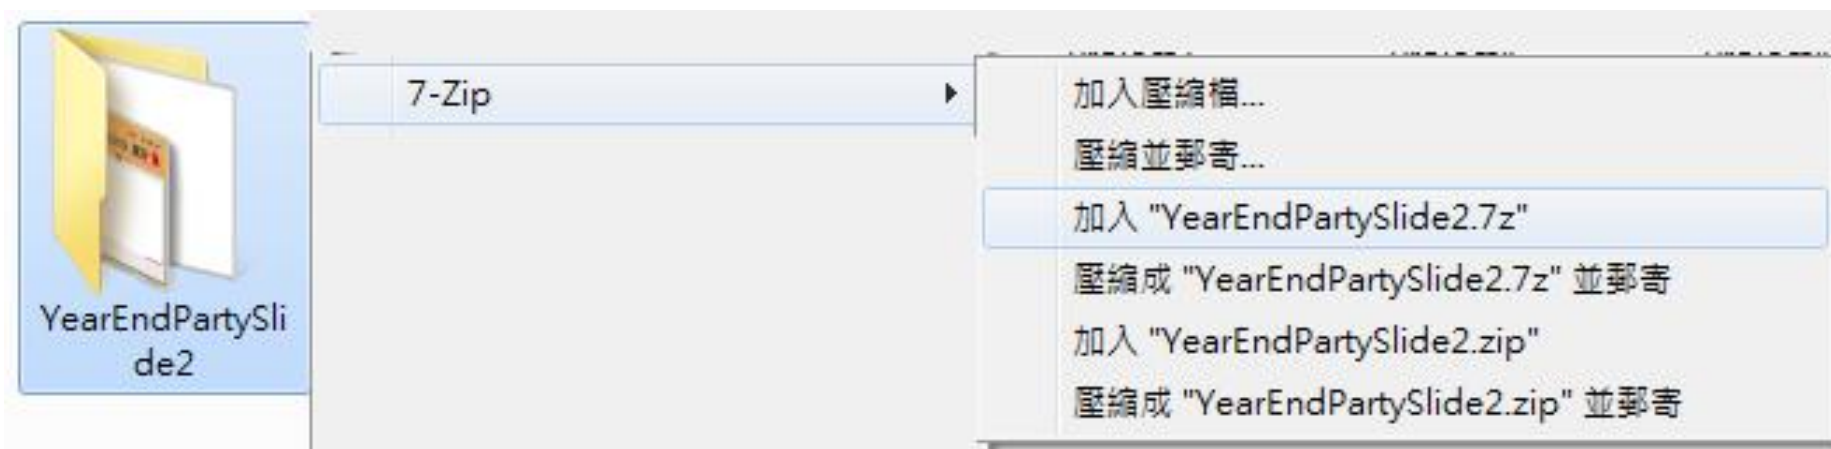 YearEndPartySli
de2
7-Zip
加入壓縮檔...
壓縮並郵寄...
加入 "YearEndPartySlide2.7z"
壓縮成 "YearEndPartySlide2.7z" 並郵寄
加入 "YearEndPartySlide2.zip"
壓縮成 "YearEndPartySlide2.zip" 並郵寄